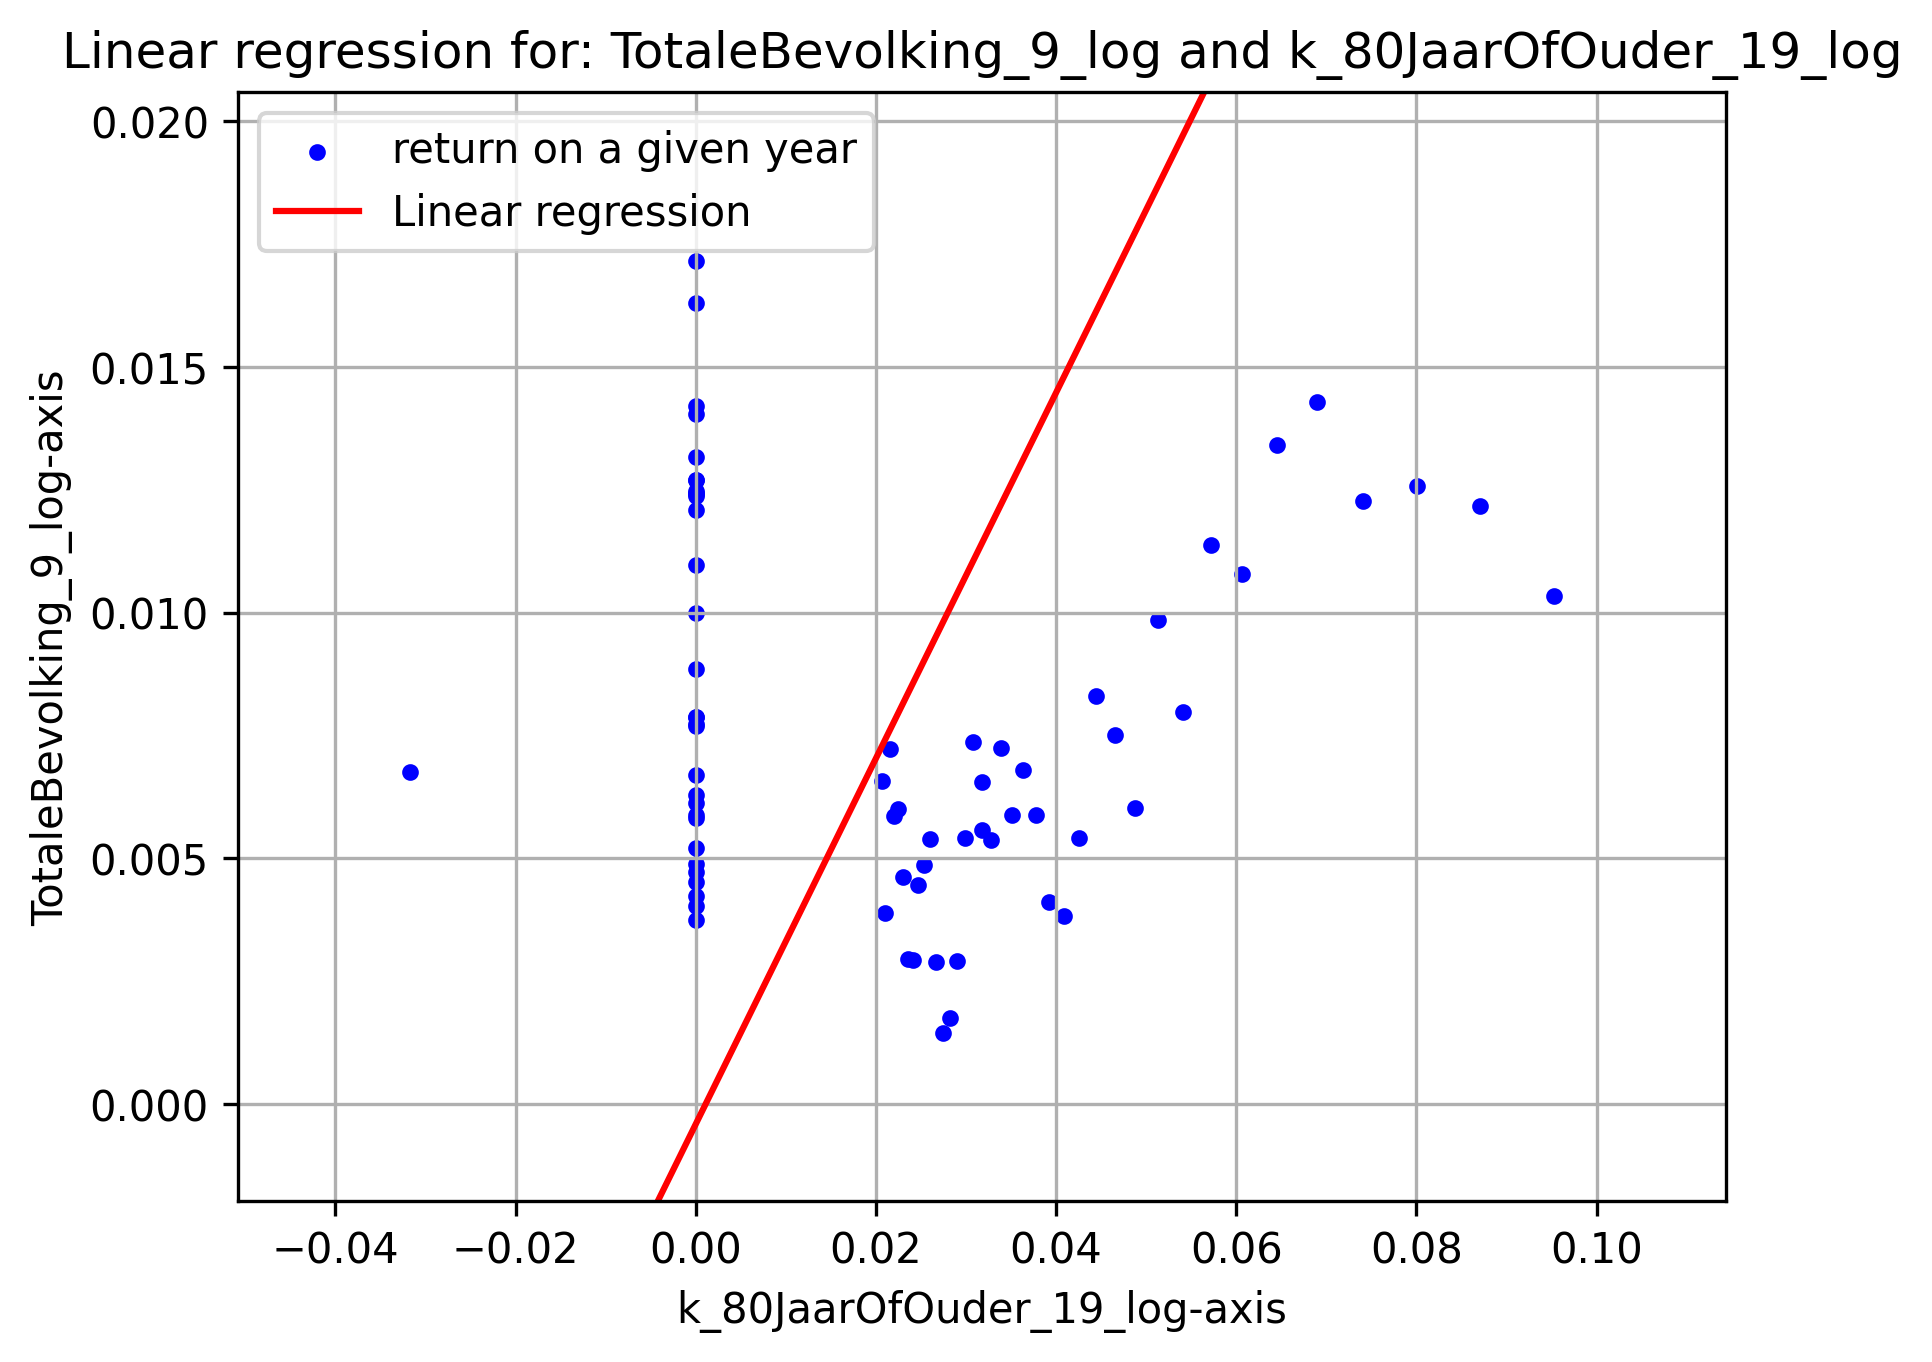 Linear regression for: TotaleBevolking_9_log and k_80JaarOfOuder_19_log
return on a given year
Linear regression
TotaleBevolking_9_log-axis
0.020
0.015
0.010
0.005
0.000
−0.04
−0.02
0.00
0.02
0.04
0.06
0.08
0.10
k_80JaarOfOuder_19_log-axis